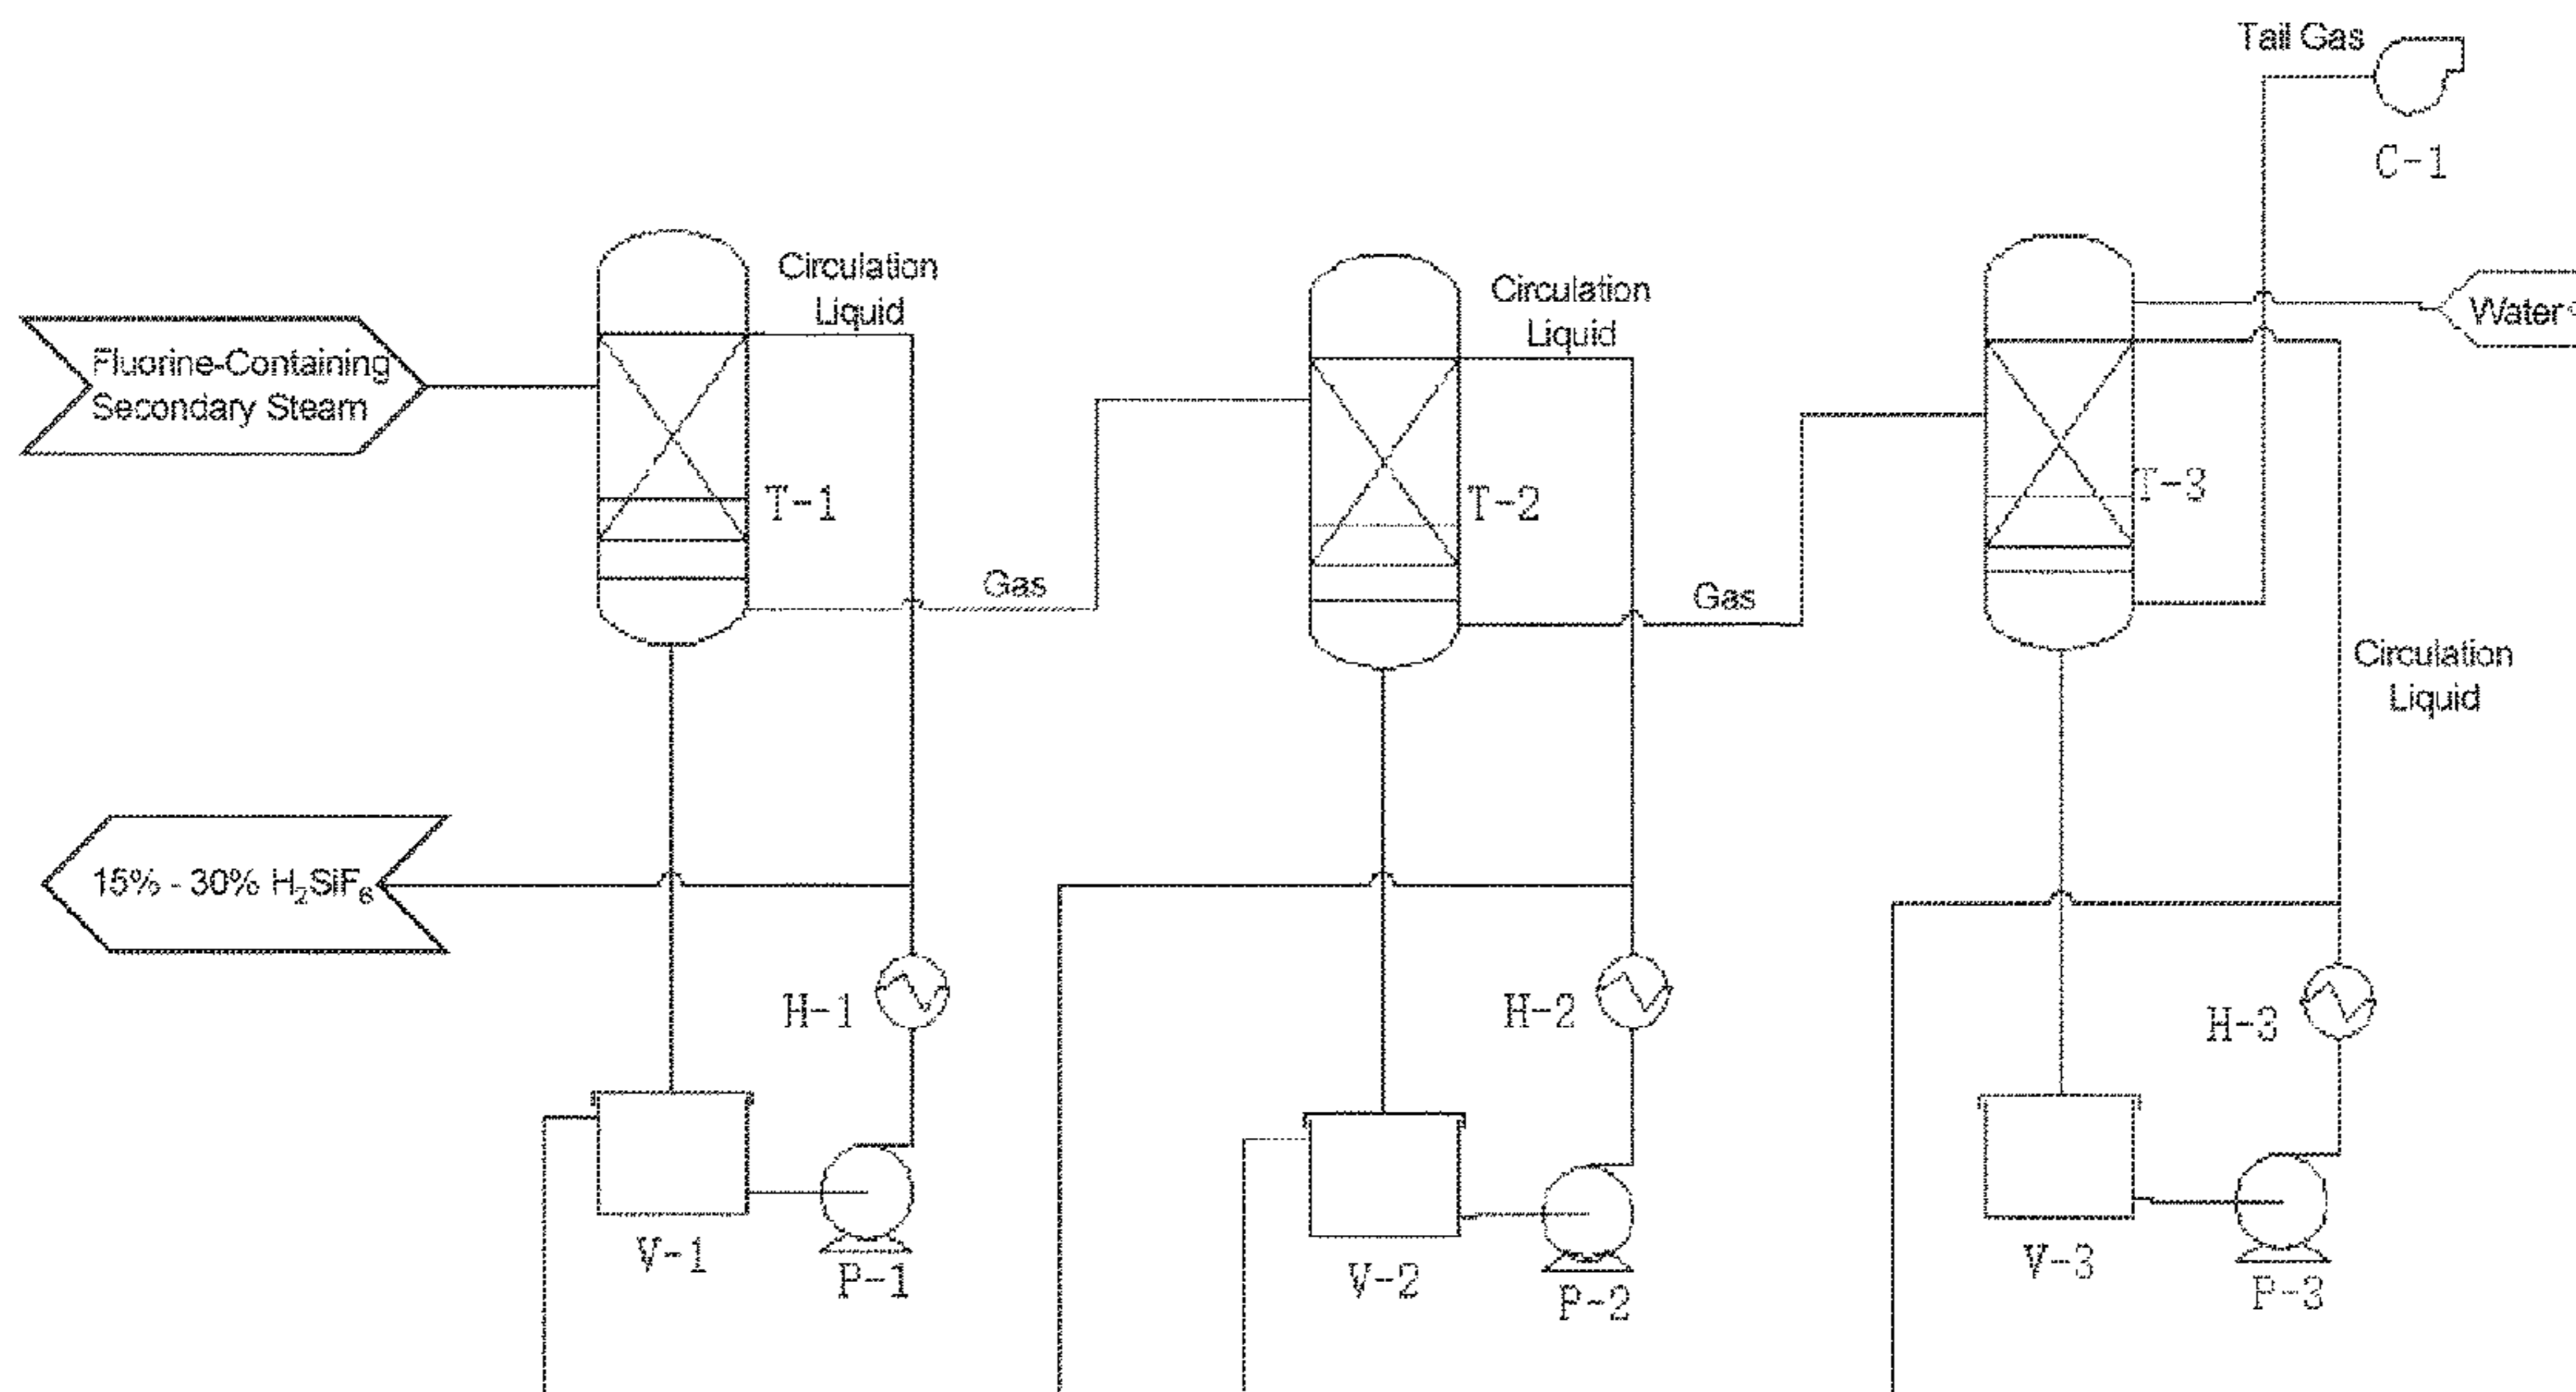 Tail Gas
C-1
Circulation
Liquid
Circulation
Liquid
Water
Fluorine-Containing
Secondary Steam
T-1
T-2
T-3
Gas
Gas
Circulation
Liquid
15% - 30% H₂SiF₆
H-1
H-2
H-3
V-1
P-1
V-2
P-2
V-3
P-3